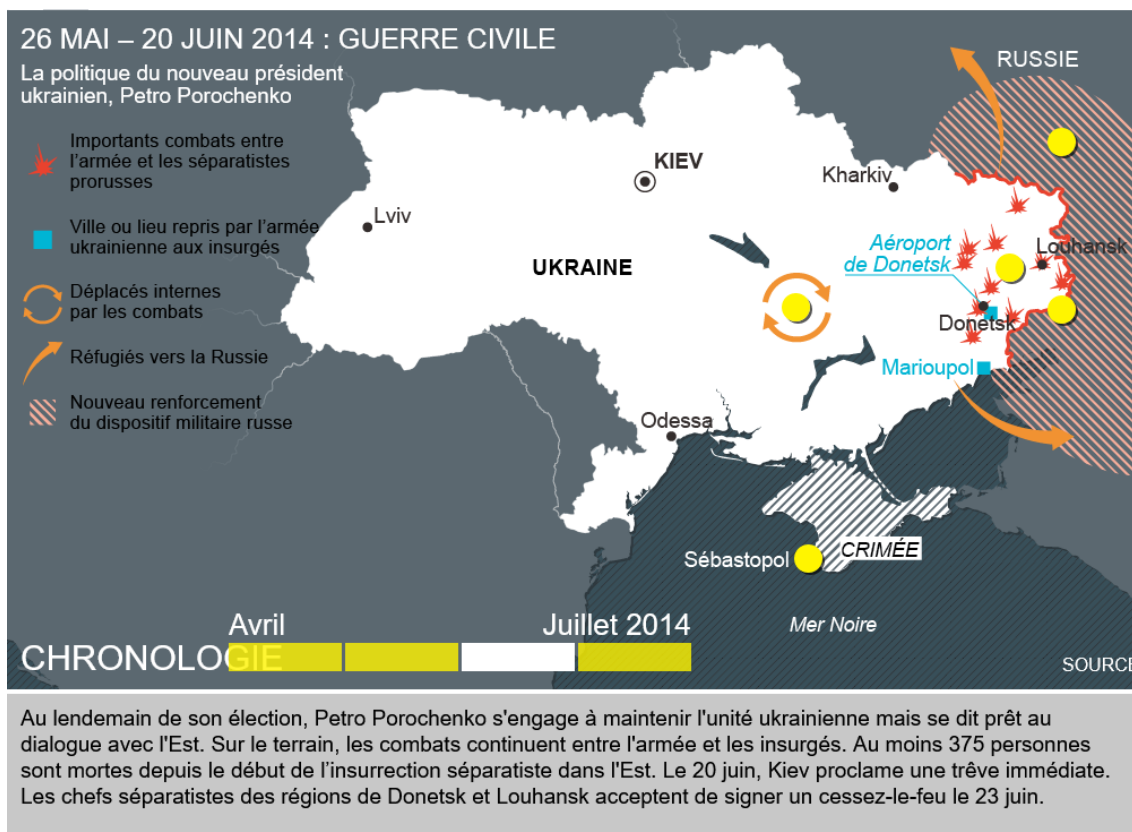 26 MAI – 20 JUIN 2014 : GUERRE CIVILE
La politique du nouveau président
ukrainien, Petro Porochenko
Importants combats entre
l'armée et les séparatistes
prorusses
Ville ou lieu repris par l'armée
ukrainienne aux insurgés
Déplacés internes
par les combats
Réfugiés vers la Russie
Nouveau renforcement
du dispositif militaire russe
RUSSIE
KIEV
Kharkiv
Lviv
Aéroport
de Donetsk
Louhansk
UKRAINE
Donetsk
Marioupol
Odessa
CRIMÉE
Sébastopol
Mer Noire
Avril
Juillet 2014
CHRONOLOGIE
SOURCE
Au lendemain de son élection, Petro Porochenko s'engage à maintenir l'unité ukrainienne mais se dit prêt au
dialogue avec l'Est. Sur le terrain, les combats continuent entre l'armée et les insurgés. Au moins 375 personnes
sont mortes depuis le début de l'insurrection séparatiste dans l'Est. Le 20 juin, Kiev proclame une trêve immédiate.
Les chefs séparatistes des régions de Donetsk et Louhansk acceptent de signer un cessez-le-feu le 23 juin.